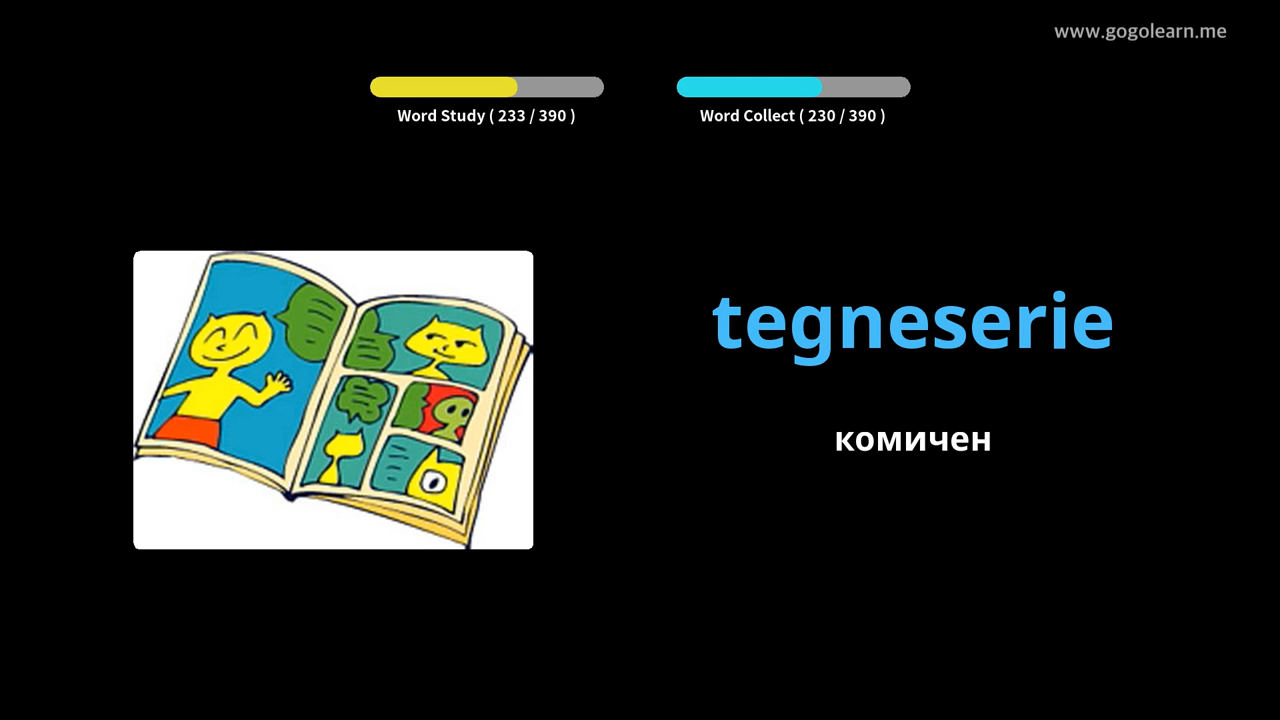 www.gogolearn.me
Word Study ( 233 / 390 )
Word Collect ( 230 / 390 )
tegneserie
комичен